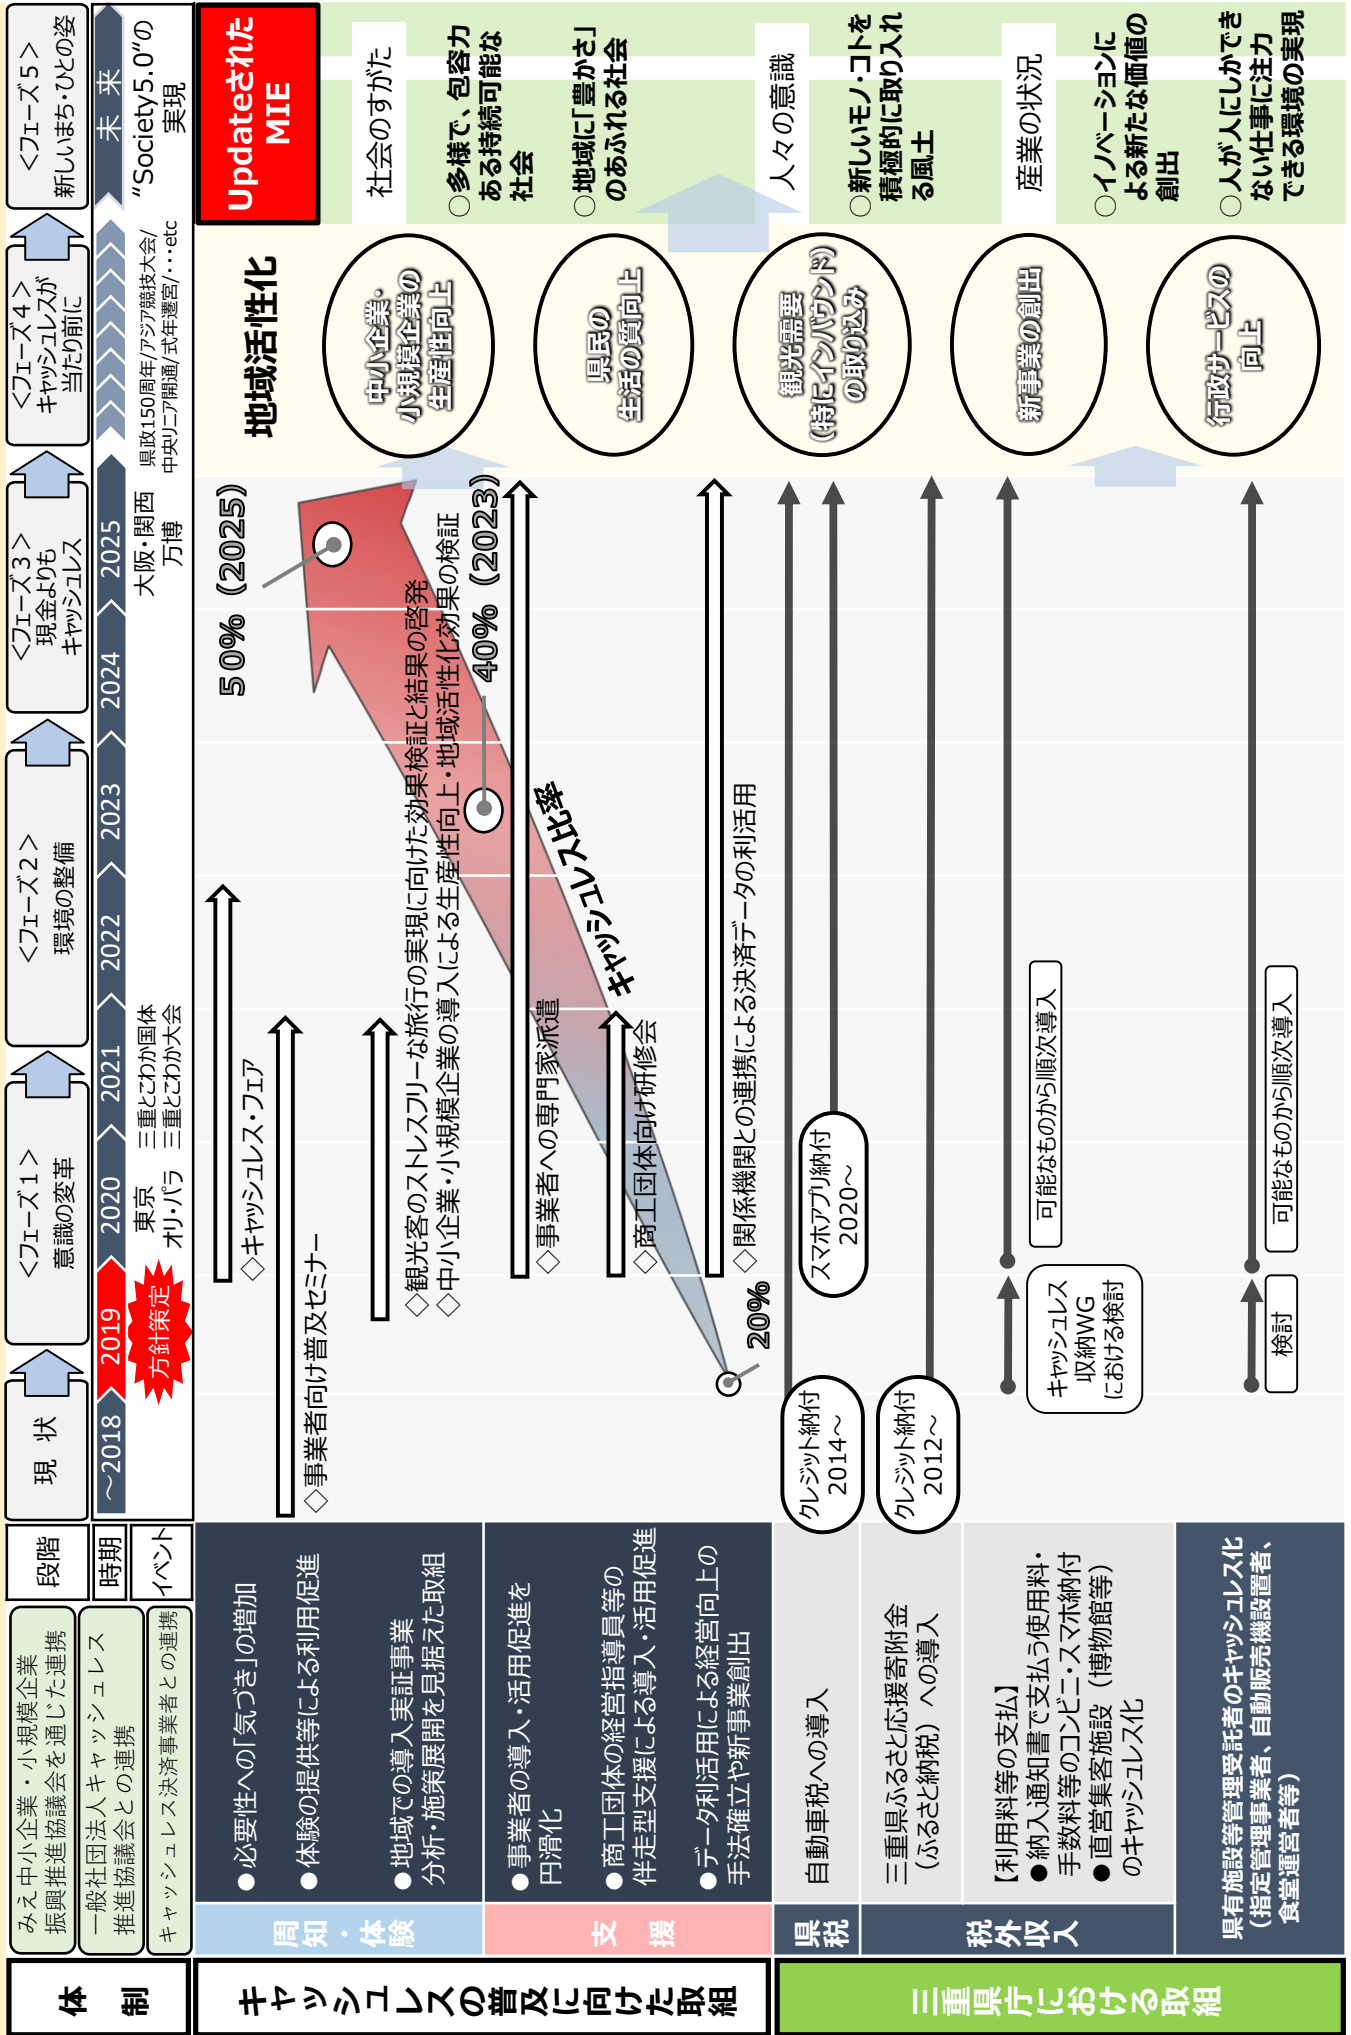 体　制
みえ中小企業・小規模企業
振興推進協議会を通じた連携
一般社団法人キャッシュレス
推進協議会との連携
キャッシュレス決済事業者との連携
段階
現　状
＜フェーズ１＞
意識の変革
＜フェーズ２＞
環境の整備
＜フェーズ３＞
現金よりも
キャッシュレス
＜フェーズ４＞
キャッシュレスが
当たり前に
＜フェーズ５＞
新しいまち・ひとの姿
時期
～2018
2019
2020
2021
2022
2023
2024
2025
未　来
イベント
方針策定
東京
オリ・パラ
三重とこわか国体
三重とこわか大会
大阪・関西
万博
県政150周年/アジア競技大会/
中央リニア開通/式年遷宮/・・・etc
“Society5.0“の
実現
キャッシュレスの普及に向けた取組
周知・体験
●必要性への「気づき」の増加
●体験の提供等による利用促進
●地域での導入実証事業
分析・施策展開を見据えた取組
支　援
●事業者の導入・活用促進を
円滑化
●商工団体の経営指導員等の
伴走型支援による導入・活用促進
●データ利活用による経営向上の
手法確立や新事業創出
◇キャッシュレス・フェア
◇事業者向け普及セミナー
◇観光客のストレスフリーな旅行の実現に向けた効果検証と結果の啓発
◇中小企業・小規模企業の導入による生産性向上・地域活性化効果の検証
◇事業者への専門家派遣
◇商工団体向け研修会
◇関係機関との連携による決済データの利活用
キャッシュレス比率
20%
40%（2023）
50%（2025）
三重県庁における取組
県税
自動車税への導入
クレジット納付
2014～
スマホアプリ納付
2020～
税外収入
三重県ふるさと応援寄附金
（ふるさと納税）への導入
クレジット納付
2012～
【利用料等の支払】
●納入通知書で支払う使用料・
手数料等のコンビニ・スマホ納付
●直営集客施設（博物館等）
のキャッシュレス化
キャッシュレス
収納WG
における検討
可能なものから順次導入
県有施設等管理受託者のキャッシュレス化
（指定管理事業者、自動販売機設置者、
食堂運営者等）
検討
可能なものから順次導入
地域活性化
中小企業・
小規模企業の
生産性向上
県民の
生活の質向上
観光需要
（特にインバウンド）
の取り込み
新事業の創出
行政サービスの
向上
Updateされた
MIE
社会のすがた
○多様で、包容力
ある持続可能な
社会
○地域に「豊かさ」
のあふれる社会
人々の意識
○新しいモノ・コトを
積極的に取り入れ
る風土
産業の状況
○イノベーションに
よる新たな価値の
創出
○人が人にしかでき
ない仕事に注力
できる環境の実現